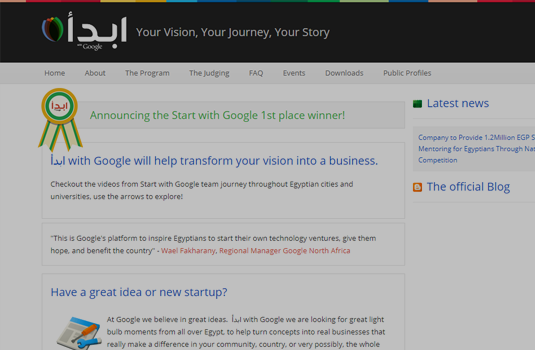 ابدأ
with Google
Your Vision, Your Journey, Your Story
Home About The Program The Judging FAQ Events Downloads Public Profiles
ابدأ
Announcing the Start with Google 1st place winner!
ابدأ with Google will help transform your vision into a business.
Checkout the videos from Start with Google team journey throughout Egyptian cities and
universities, use the arrows to explore!
"This is Google's platform to inspire Egyptians to start their own technology ventures, give them
hope, and benefit the country" - Wael Fakharany, Regional Manager Google North Africa
Have a great idea or new startup?
At Google we believe in great ideas. ابدأ with Google we are looking for great light
bulb moments from all over Egypt, to help turn concepts into real businesses that
really make a difference in your community, country, or very possibly, the whole
Latest news
Company to Provide 1.2Million EGP S
Mentoring for Egyptians Through Nat
Competition
The official Blog